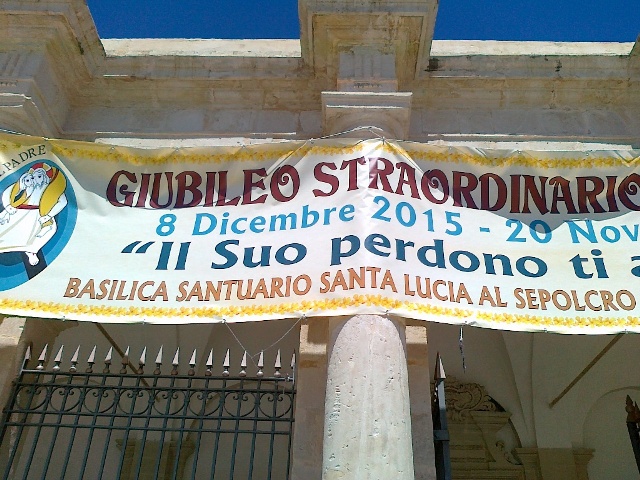 PADRE
GIUBILEO STRAORDINARIO
8 Dicembre 2015 - 20 Nov
"Il Suo perdono ti a
BASILICA SANTUARIO SANTA LUCIA AL SEPOLCRO